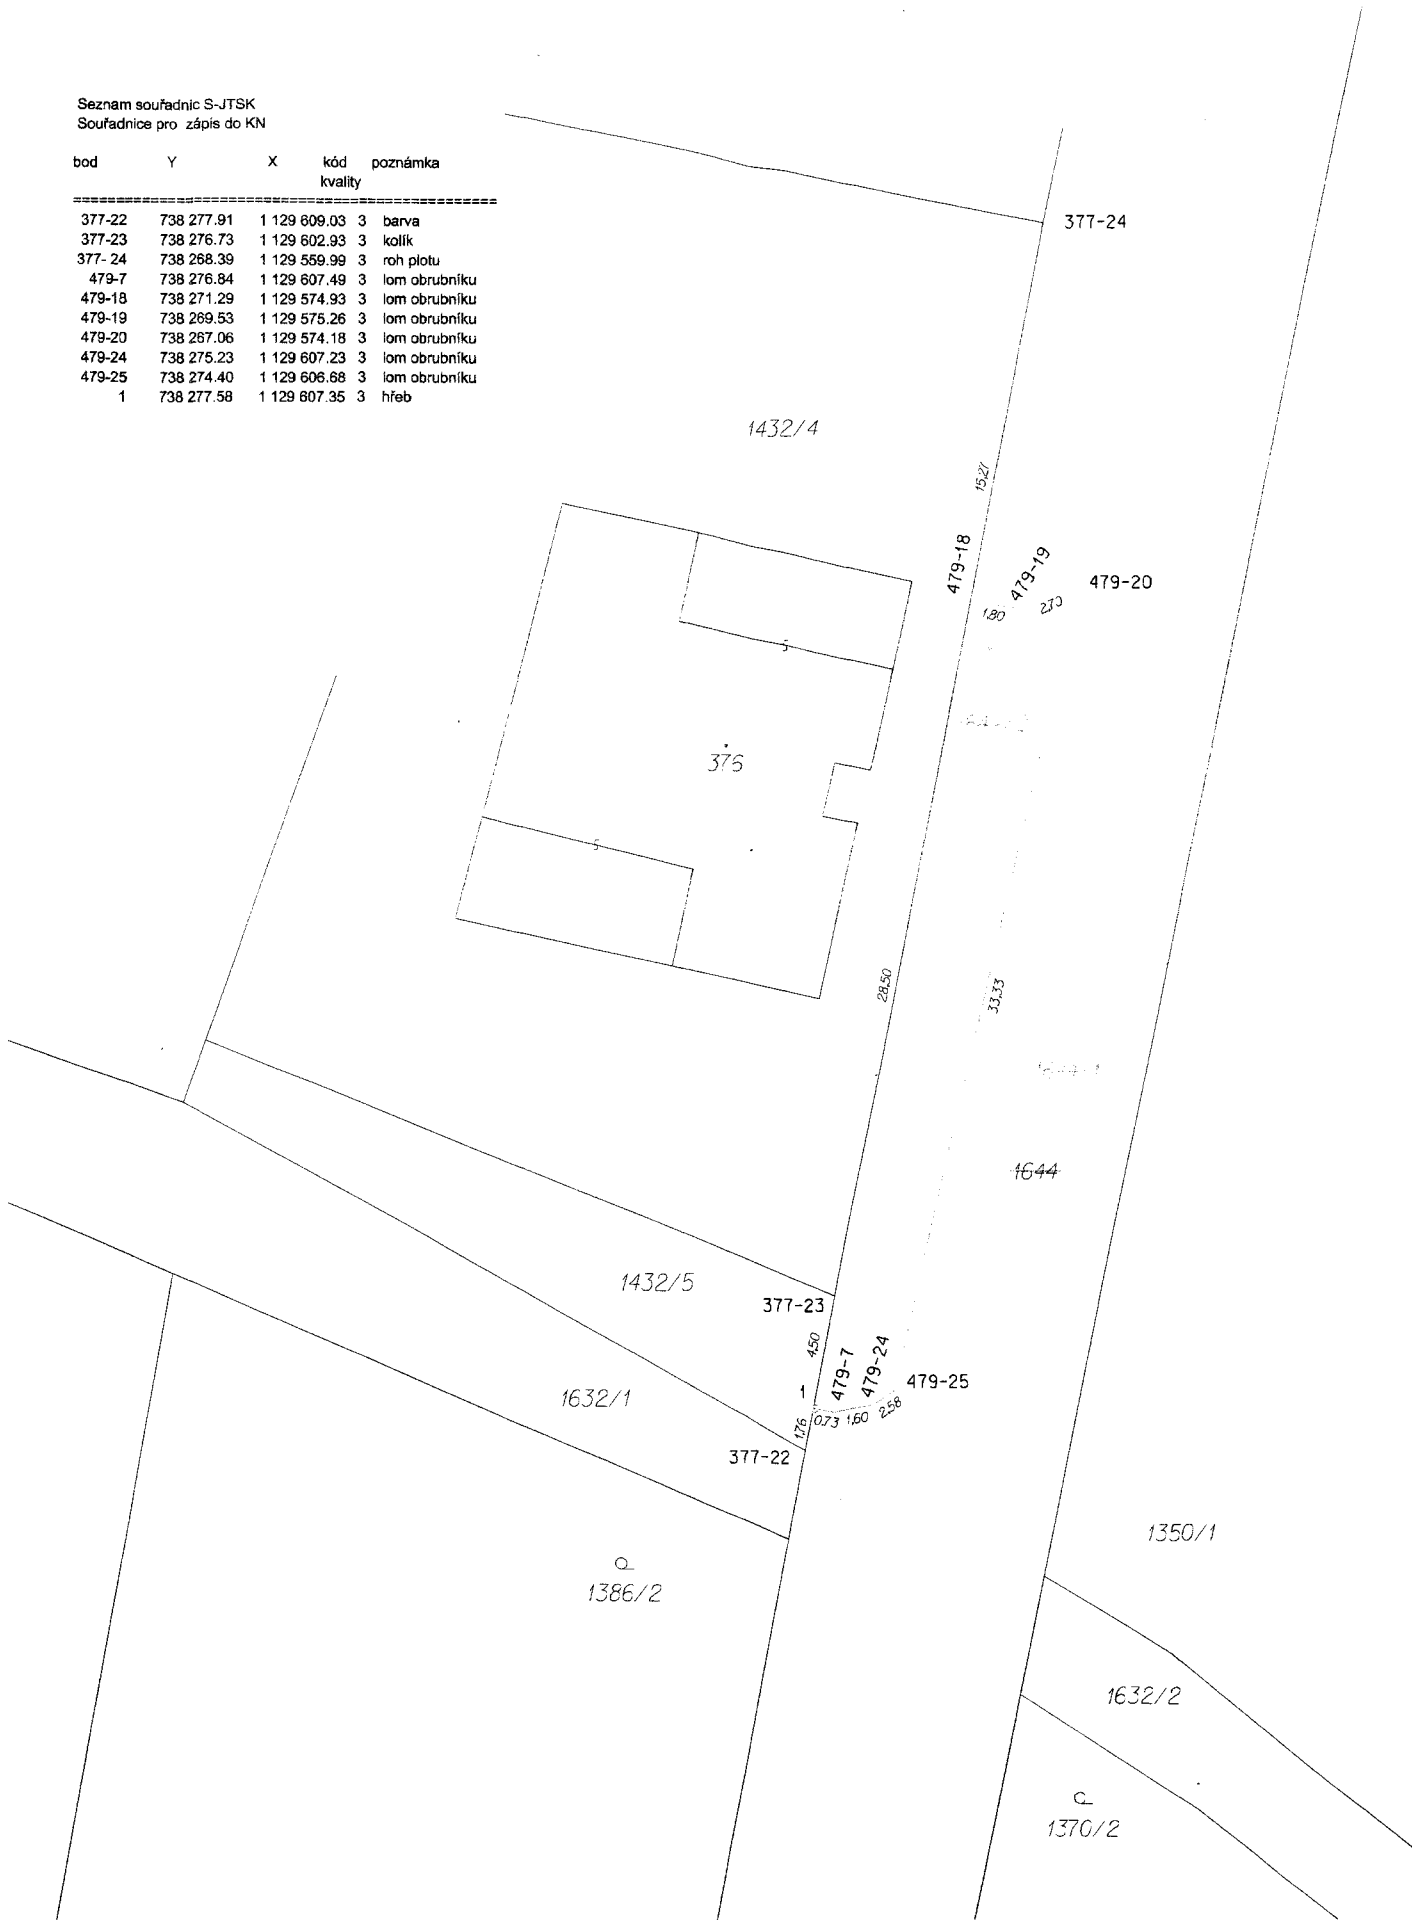 Seznam souřadnic S-JTSK
Souřadnice pro zápis do KN
bod Y X kód poznámka
kvality
377-22 738 277.91 1 129 609.03 3 barva
377-23 738 276.73 1 129 602.93 3 kolík
377- 24 738 268.39 1 129 559.99 3 roh plotu
479-7 738 276.84 1 129 607.49 3 lom obrubníku
479-18 738 271.29 1 129 574.93 3 lom obrubníku
479-19 738 269.53 1 129 575.26 3 lom obrubníku
479-20 738 267.06 1 129 574.18 3 lom obrubníku
479-24 738 275.23 1 129 607.23 3 lom obrubníku
479-25 738 274.40 1 129 606.68 3 lom obrubníku
1 738 277.58 1 129 607.35 3 hřeb
377-24
1432/4
15,27
479-18
479-19
479-20
1,80
2,70
376
28,50
33,33
1644
1432/5
377-23
4,50
479-7
479-24
479-25
1
1632/1
1,76
0,73
1,60
2,58
377-22
1350/1
1386/2
1632/2
1370/2